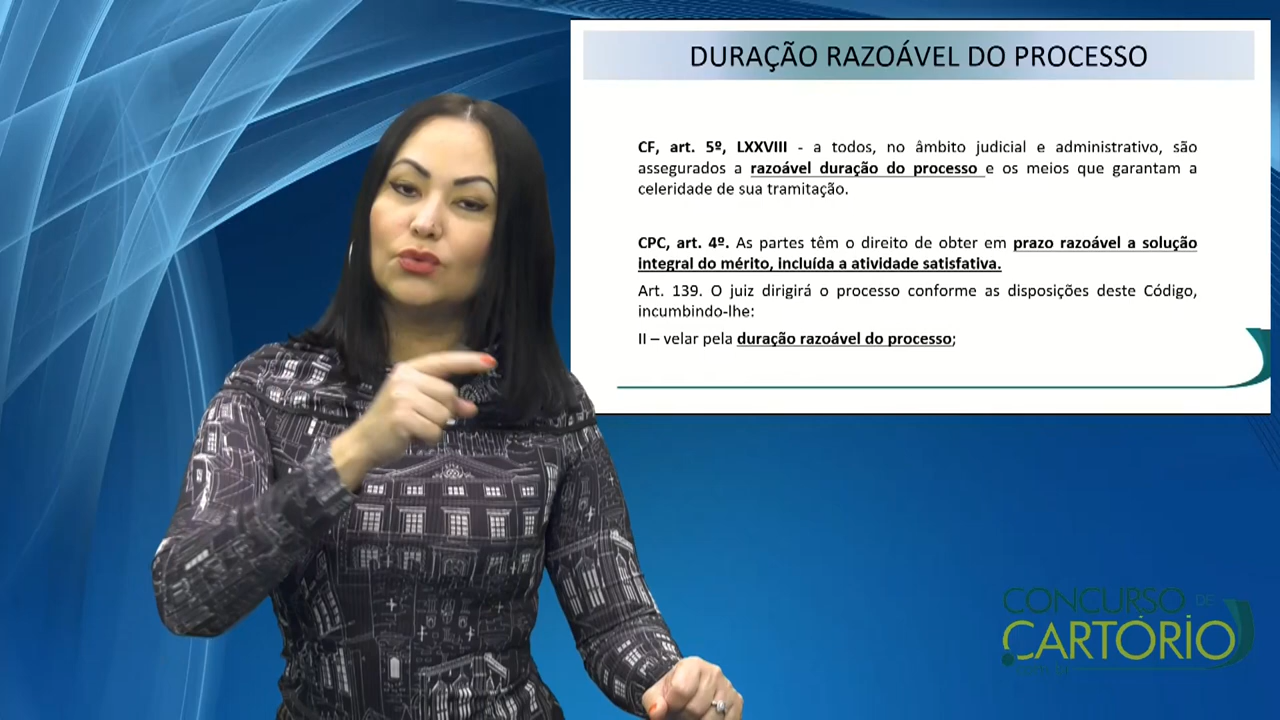 DURAÇÃO RAZOÁVEL DO PROCESSO
CF, art. 5º, LXXVIII - a todos, no âmbito judicial e administrativo, são
assegurados a razoável duração do processo e os meios que garantam a
celeridade de sua tramitação.
CPC, art. 4º. As partes têm o direito de obter em prazo razoável a solução
integral do mérito, incluída a atividade satisfativa.
Art. 139. O juiz dirigirá o processo conforme as disposições deste Código,
incumbindo-lhe:
II – velar pela duração razoável do processo;
CONCURSO DE
CARTÓRIO